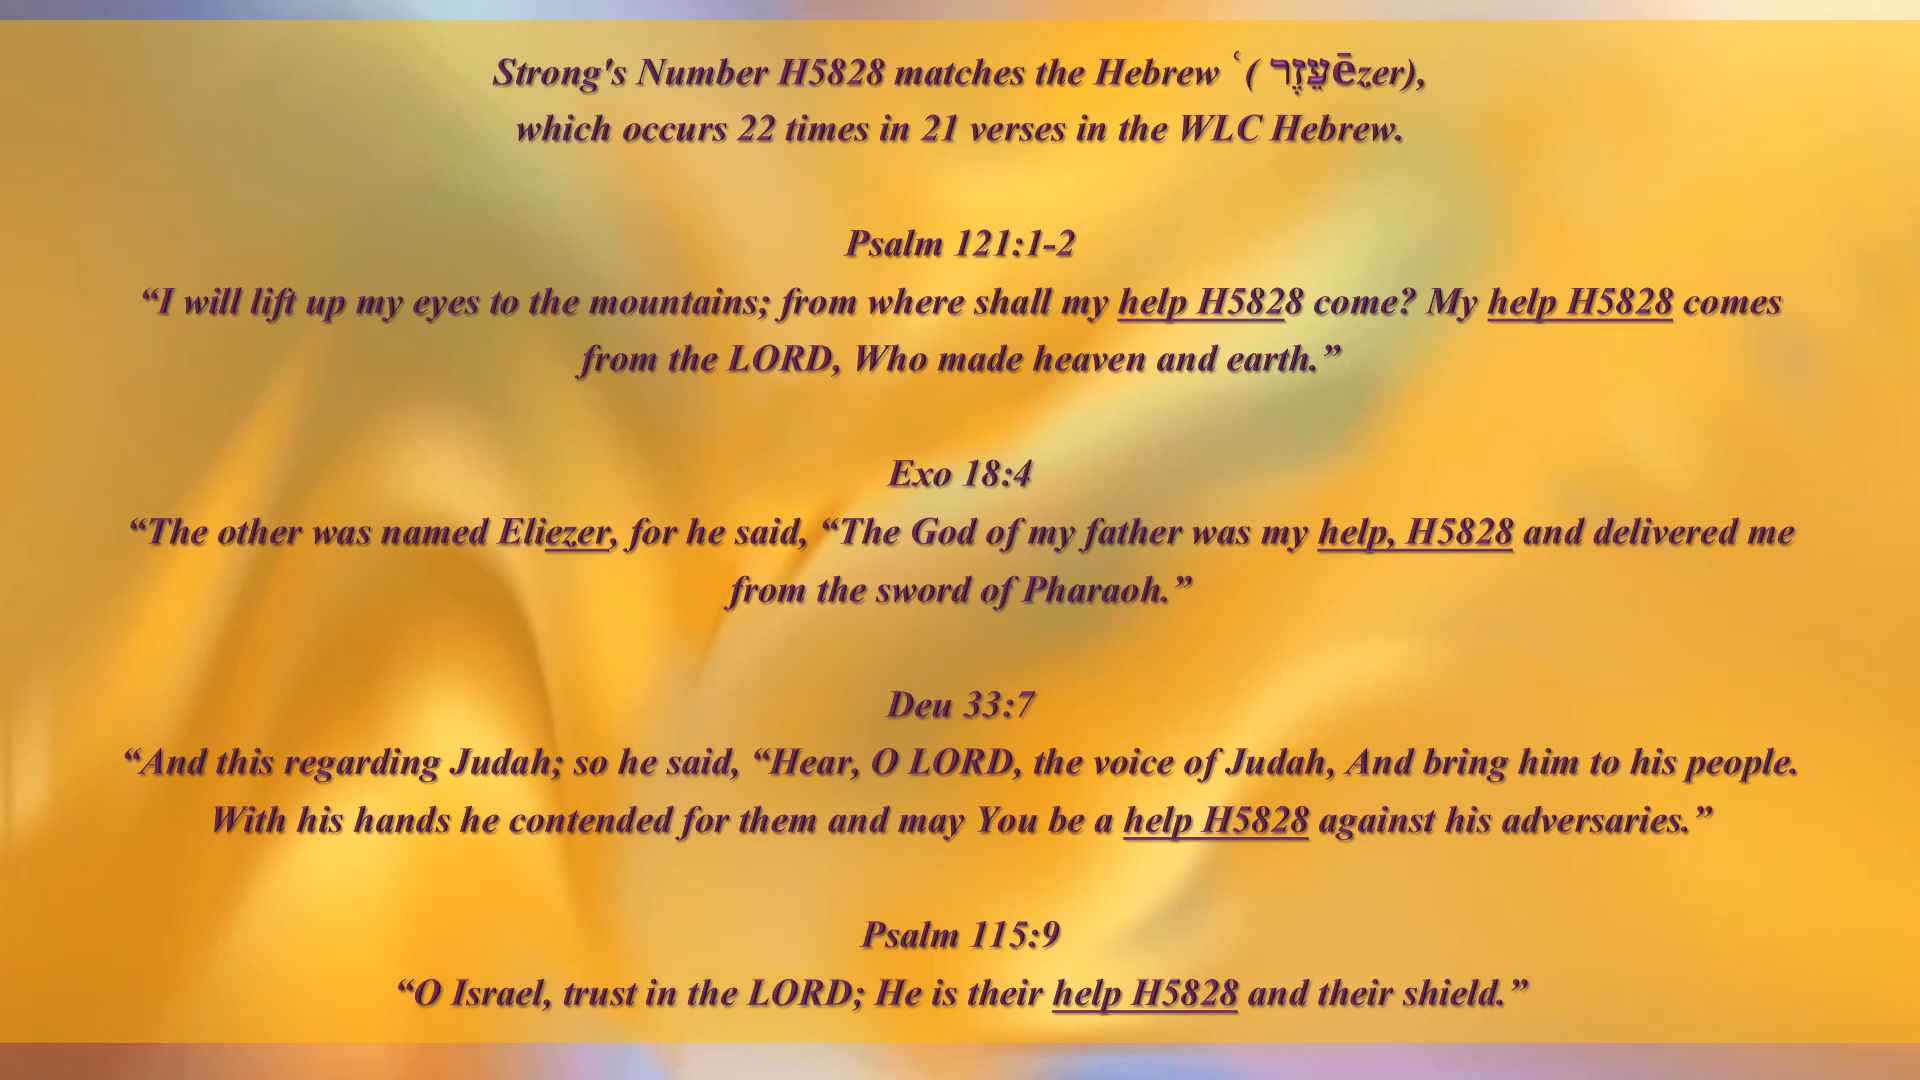 Strong's Number H5828 matches the Hebrew ʿ( עֵזֶרēzer),
which occurs 22 times in 21 verses in the WLC Hebrew.
Psalm 121:1-2
“I will lift up my eyes to the mountains; from where shall my help H5828 come? My help H5828 comes
from the LORD, Who made heaven and earth.”
Exo 18:4
“The other was named Eliezer, for he said, “The God of my father was my help, H5828 and delivered me
from the sword of Pharaoh.”
Deu 33:7
“And this regarding Judah; so he said, “Hear, O LORD, the voice of Judah, And bring him to his people.
With his hands he contended for them and may You be a help H5828 against his adversaries.”
Psalm 115:9
“O Israel, trust in the LORD; He is their help H5828 and their shield.”